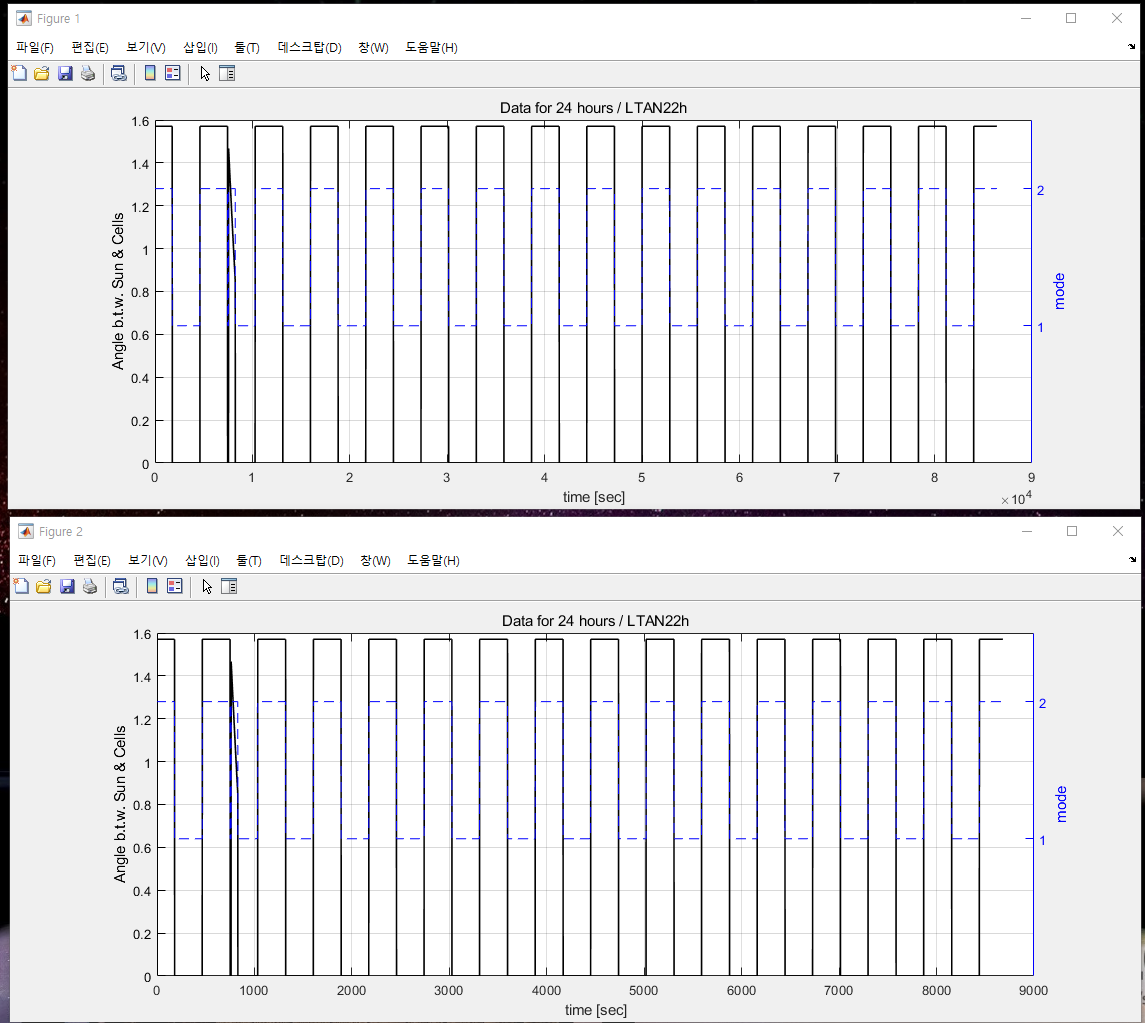 Figure 1
파일(F) 편집(E) 보기(V) 삽입(I) 툴(T) 데스크탑(D) 창(W) 도움말(H)
Data for 24 hours / LTAN22h
Angle b.t.w. Sun & Cells
1.6
1.4
1.2
1
0.8
0.6
0.4
0.2
0
2
1
mode
0 1 2 3 4 5 6 7 8 9
time [sec]
×10^4
Figure 2
파일(F) 편집(E) 보기(V) 삽입(I) 툴(T) 데스크탑(D) 창(W) 도움말(H)
Data for 24 hours / LTAN22h
Angle b.t.w. Sun & Cells
1.6
1.4
1.2
1
0.8
0.6
0.4
0.2
0
2
1
mode
0 1000 2000 3000 4000 5000 6000 7000 8000 9000
time [sec]